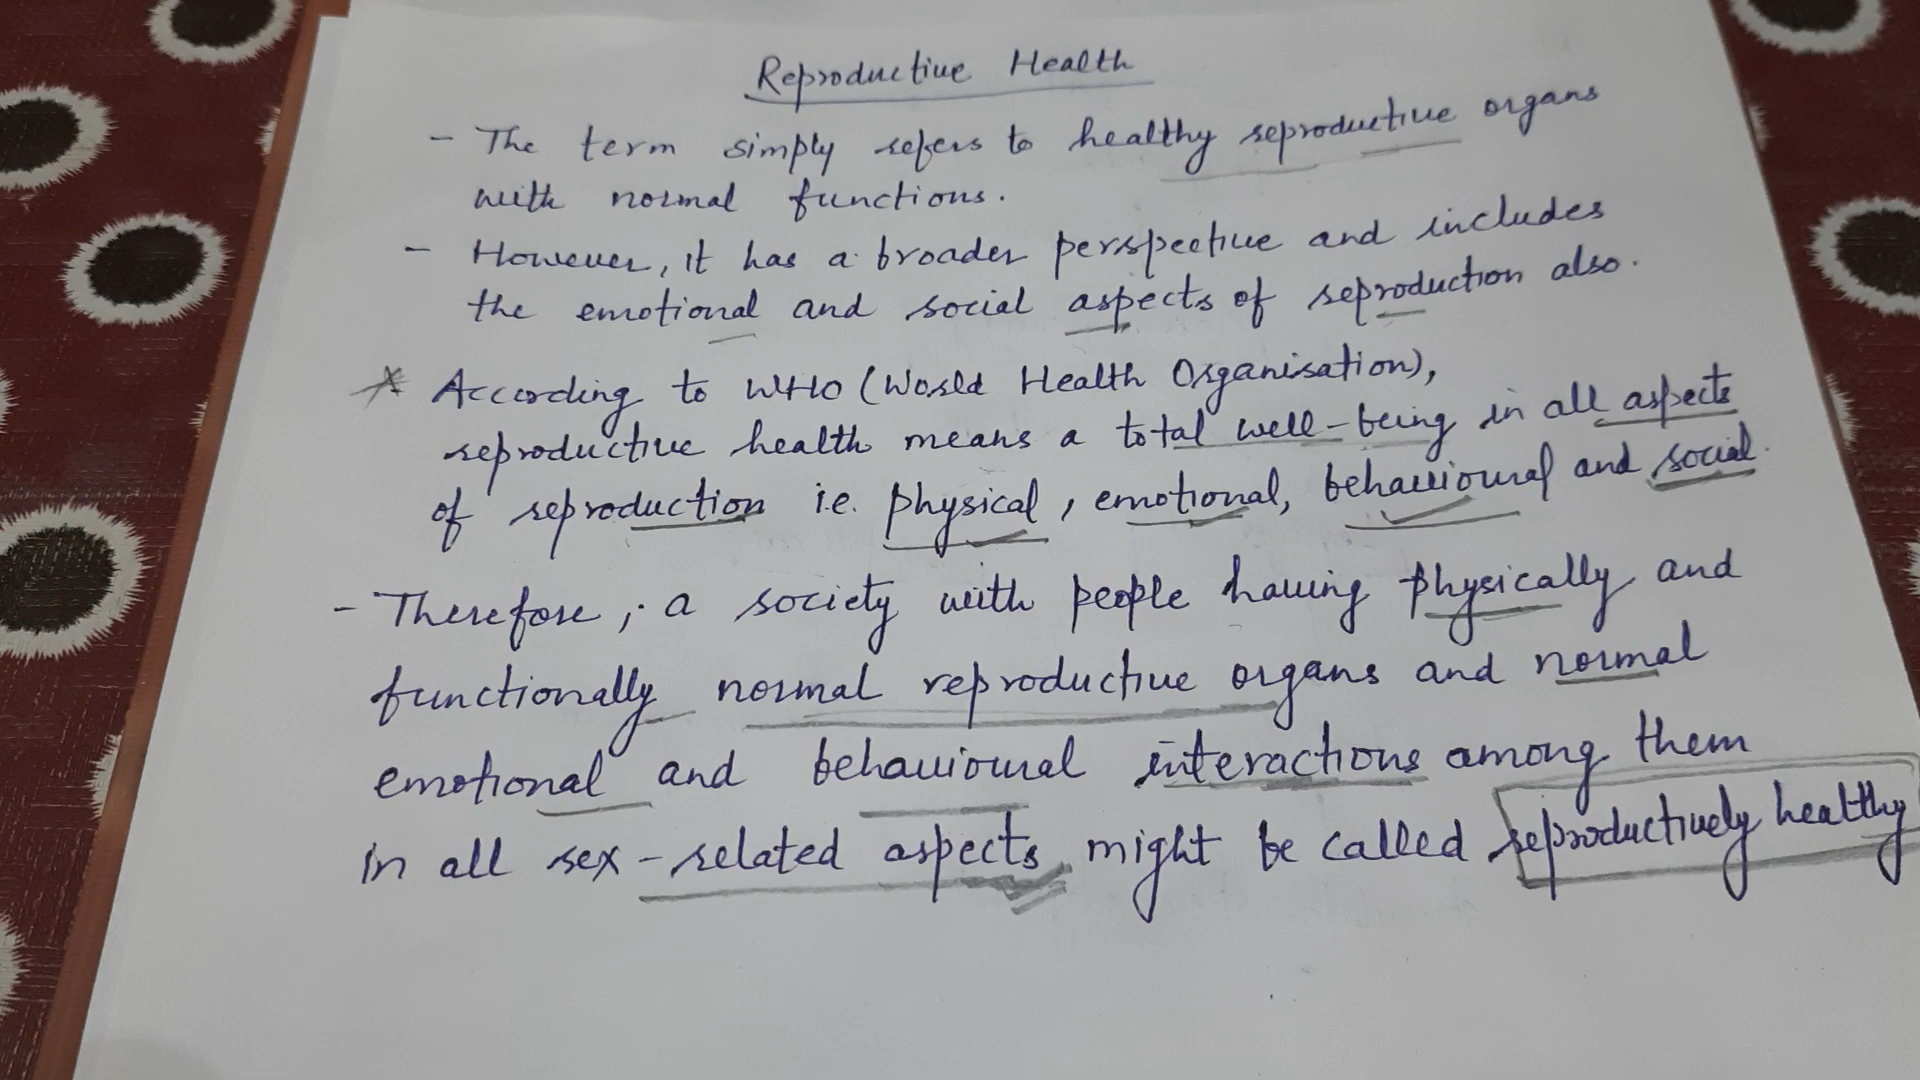 Reproductive Health
- The term simply refers to healthy reproductive organs
with normal functions.
- However, it has a broader perspective and includes
the emotional and social aspects of reproduction also.
* According to WHO (World Health Organisation),
reproductive health means a total well-being in all aspects
of reproduction i.e. physical, emotional, behavioural and social.
- Therefore, a society with people having physically and
functionally normal reproductive organs and normal
emotional and behavioural interactions among them
in all sex-related aspects might be called reproductively healthy